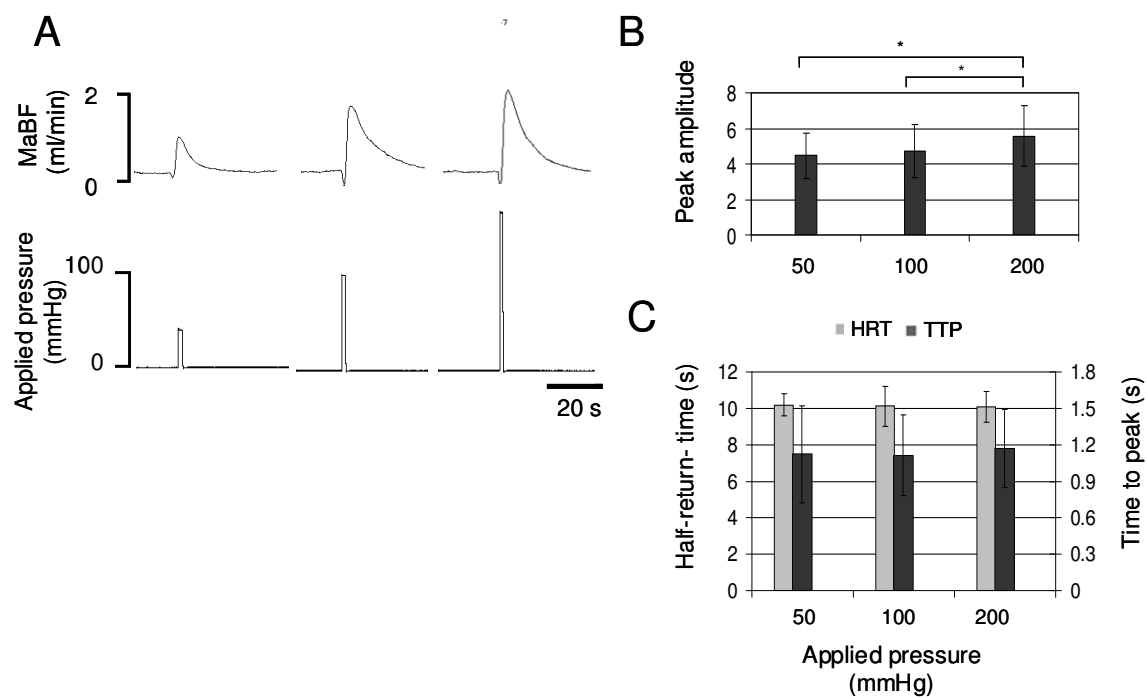 A
-7
MaBF
(ml/min)
2
0
Applied pressure
(mmHg)
100
0
20 s
B
*
*
Peak amplitude
8
6
4
2
0
50 100 200
C
HRT TTP
Half-return- time (s)
12
10
8
6
4
2
0
1.8
1.5
1.2
0.9
0.6
0.3
0
Time to peak (s)
50 100 200
Applied pressure
(mmHg)